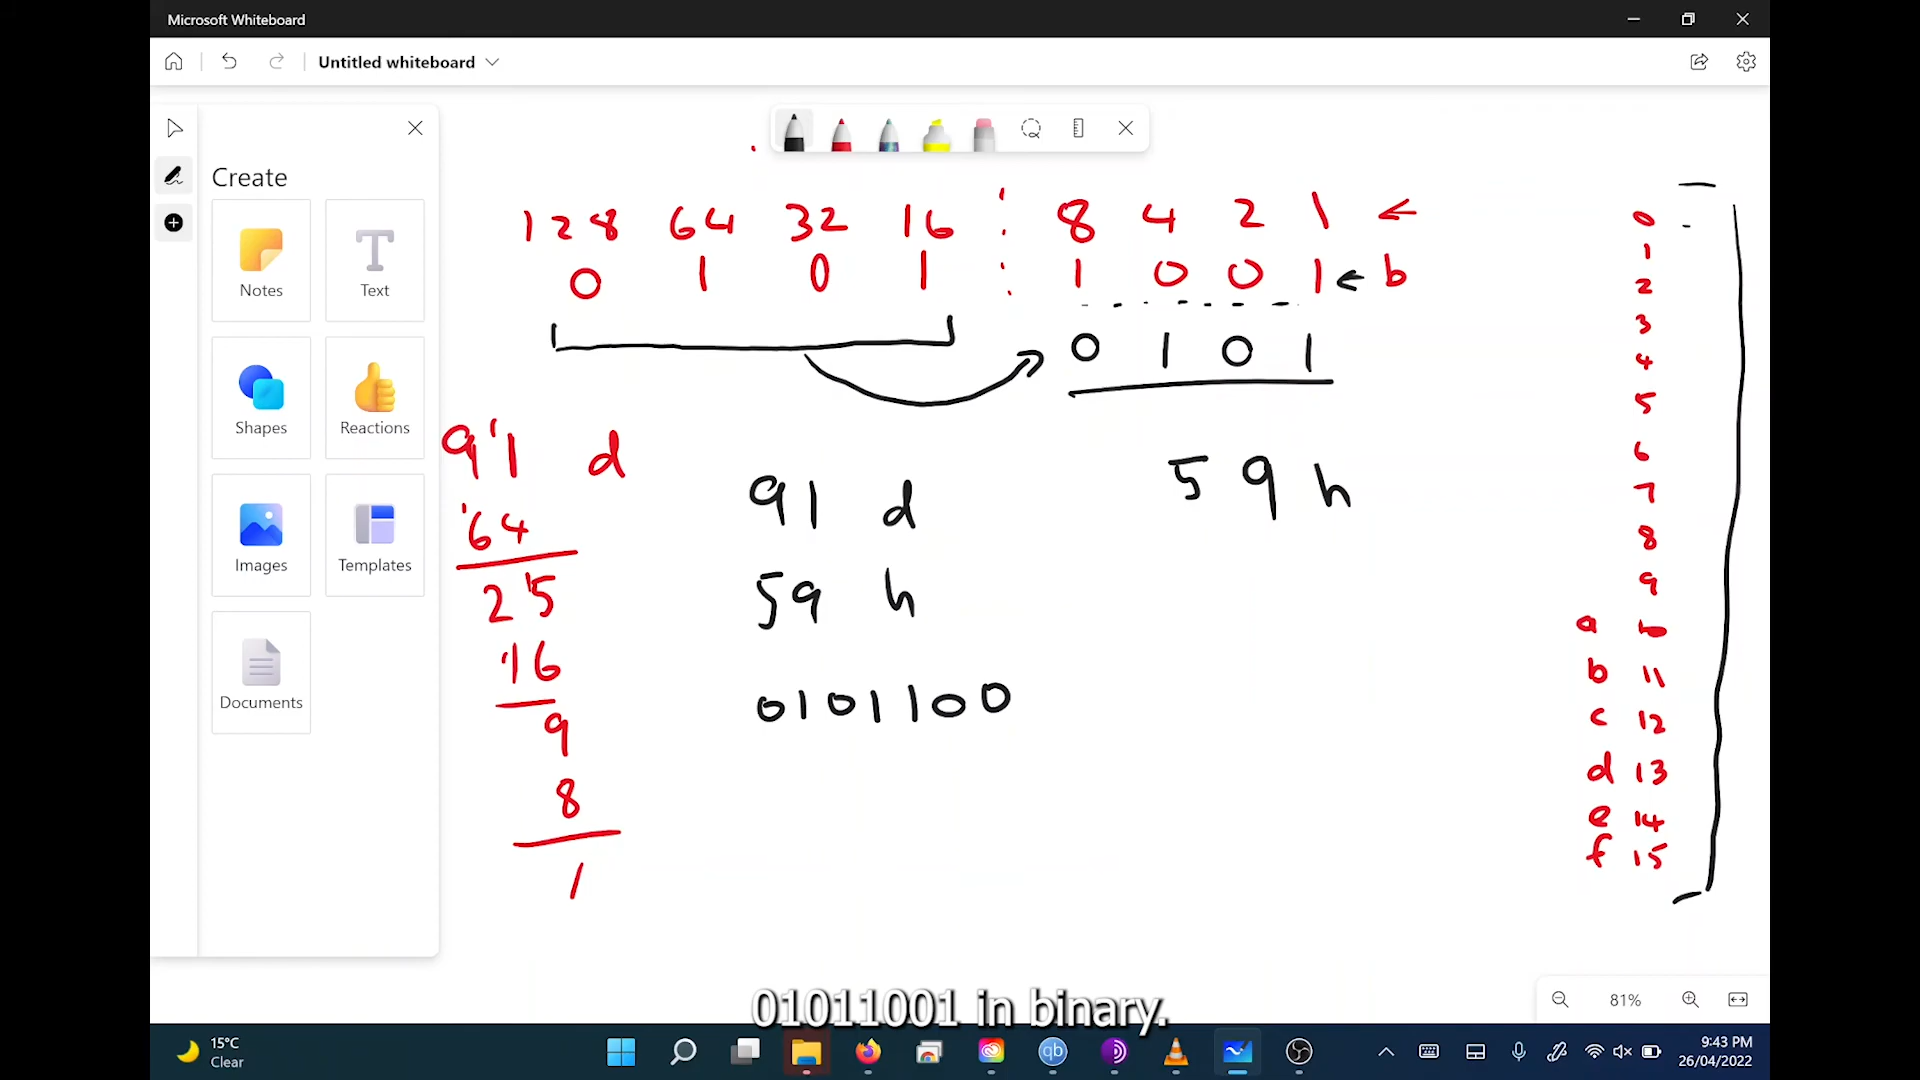 Microsoft Whiteboard
Untitled whiteboard
Create
Notes
Text
Shapes
Reactions
Images
Templates
Documents
128 64 32 16 : 8 4 2 1 ←
0 1 0 1 : 1 0 0 1 ← b
0 1 0 1
91 d
64
25
16
9
8
1
91 d
59 h
0101100
59 h
0
1
2
3
4
5
6
7
8
9
a 10
b 11
c 12
d 13
e 14
f 15
01011001 in binary.
81%
15°C
Clear
qb
9:43 PM
26/04/2022